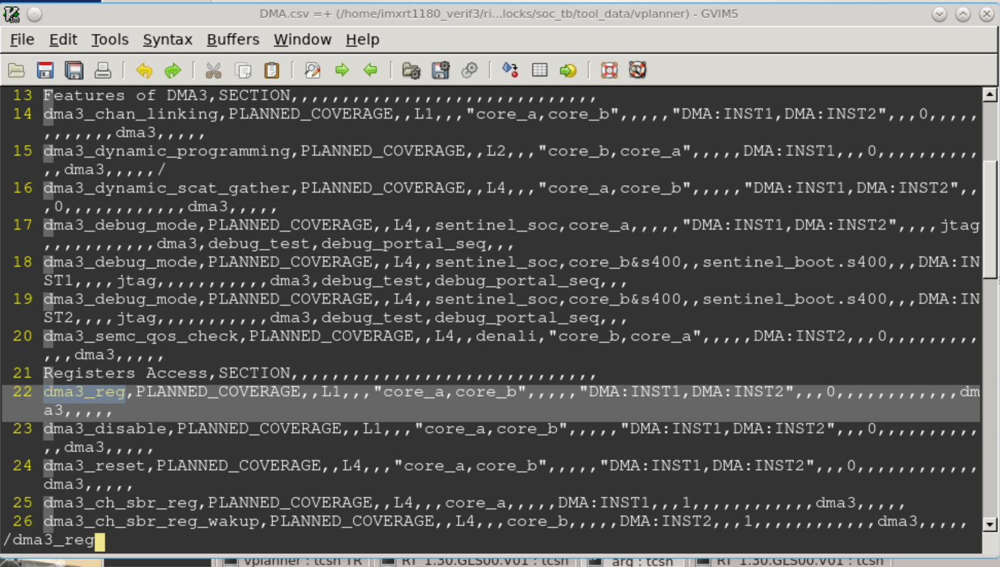 DMA.csv =+ (/home/imxrt1180_verif3/ri...locks/soc_tb/tool_data/vplanner) - GVIM5
File Edit Tools Syntax Buffers Window Help
13 Features of DMA3,SECTION,,,,,,,,,,,,,,,,,,,,,,,,,,,,,,
14 dma3_chan_linking,PLANNED_COVERAGE,,L1,,,"core_a,core_b",,,,,"DMA:INST1,DMA:INST2",,,0,,,,,
,,,,,,,dma3,,,,,
15 dma3_dynamic_programming,PLANNED_COVERAGE,,L2,,,"core_b,core_a",,,,,DMA:INST1,,,0,,,,,,,,,,
,,dma3,,,,,/
16 dma3_dynamic_scat_gather,PLANNED_COVERAGE,,L4,,,"core_a,core_b",,,,,"DMA:INST1,DMA:INST2",,
,0,,,,,,,,,,,,dma3,,,,,
17 dma3_debug_mode,PLANNED_COVERAGE,,L4,,sentinel_soc,core_a,,,,,"DMA:INST1,DMA:INST2",,,,jtag
,,,,,,,,,,,dma3,debug_test,debug_portal_seq,,,
18 dma3_debug_mode,PLANNED_COVERAGE,,L4,,sentinel_soc,core_b&s400,,sentinel_boot.s400,,,DMA:IN
ST1,,,,jtag,,,,,,,,,,,dma3,debug_test,debug_portal_seq,,,
19 dma3_debug_mode,PLANNED_COVERAGE,,L4,,sentinel_soc,core_b&s400,,sentinel_boot.s400,,,DMA:IN
ST2,,,,jtag,,,,,,,,,,,dma3,debug_test,debug_portal_seq,,,
20 dma3_semc_qos_check,PLANNED_COVERAGE,,L4,,denali,"core_b,core_a",,,,,DMA:INST2,,,0,,,,,,,,,
,,,dma3,,,,,
21 Registers Access,SECTION,,,,,,,,,,,,,,,,,,,,,,,,,,,,,,
22 dma3_reg,PLANNED_COVERAGE,,L1,,,"core_a,core_b",,,,,"DMA:INST1,DMA:INST2",,,0,,,,,,,,,,,,dm
a3,,,,,
23 dma3_disable,PLANNED_COVERAGE,,L1,,,"core_a,core_b",,,,,"DMA:INST1,DMA:INST2",,,0,,,,,,,,,,
,,dma3,,,,,
24 dma3_reset,PLANNED_COVERAGE,,L4,,,"core_a,core_b",,,,,"DMA:INST1,DMA:INST2",,,0,,,,,,,,,,,,
dma3,,,,,
25 dma3_ch_sbr_reg,PLANNED_COVERAGE,,L4,,,core_a,,,,,DMA:INST1,,,1,,,,,,,,,,,,dma3,,,,,
26 dma3_ch_sbr_reg_wakup,PLANNED_COVERAGE,,L4,,,core_b,,,,,DMA:INST2,,,1,,,,,,,,,,,,dma3,,,,,
/dma3_reg
vplanner : tcsh TR RT_1.30.GLS00.V01 : tcsh arg : tcsh RT_1.30.GLS00.V01 : tcsh